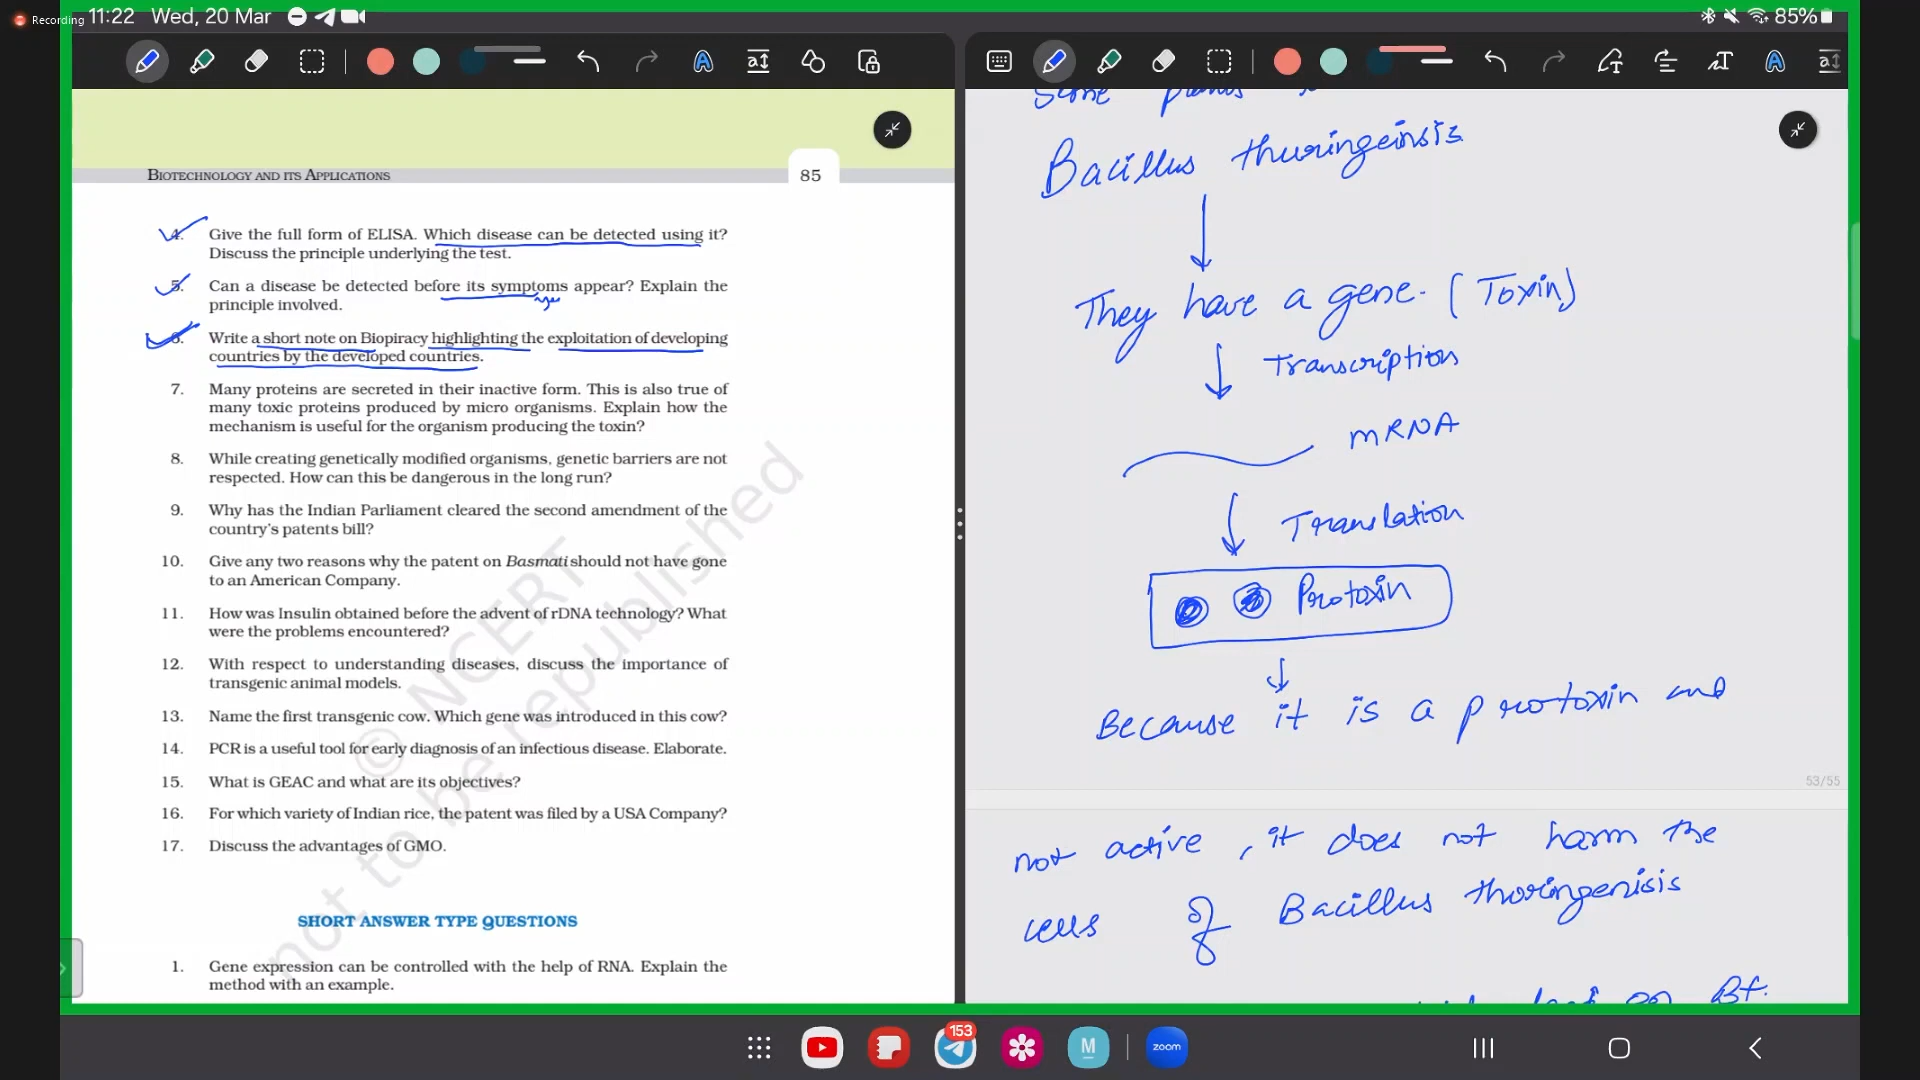 Recording
11:22 Wed, 20 Mar
85%
BIOTECHNOLOGY AND ITS APPLICATIONS
85
4. Give the full form of ELISA. Which disease can be detected using it?
Discuss the principle underlying the test.
5. Can a disease be detected before its symptoms appear? Explain the
principle involved.
yes
6. Write a short note on Biopiracy highlighting the exploitation of developing
countries by the developed countries.
7. Many proteins are secreted in their inactive form. This is also true of
many toxic proteins produced by micro organisms. Explain how the
mechanism is useful for the organism producing the toxin?
8. While creating genetically modified organisms, genetic barriers are not
respected. How can this be dangerous in the long run?
9. Why has the Indian Parliament cleared the second amendment of the
country's patents bill?
10. Give any two reasons why the patent on Basmati should not have gone
to an American Company.
11. How was Insulin obtained before the advent of rDNA technology? What
were the problems encountered?
12. With respect to understanding diseases, discuss the importance of
transgenic animal models.
13. Name the first transgenic cow. Which gene was introduced in this cow?
14. PCR is a useful tool for early diagnosis of an infectious disease. Elaborate.
15. What is GEAC and what are its objectives?
16. For which variety of Indian rice, the patent was filed by a USA Company?
17. Discuss the advantages of GMO.
© NCERT
not to be republished
SHORT ANSWER TYPE QUESTIONS
1. Gene expression can be controlled with the help of RNA. Explain the
method with an example.
Some
Bacillus thuringeinsis
They have a gene. (Toxin)
Transcription
mRNA
Translation
Protoxin
Because it is a protoxin and
53/55
not active, it does not harm the
cells of Bacillus thoringenisis
on Bt.
153
M
zoom